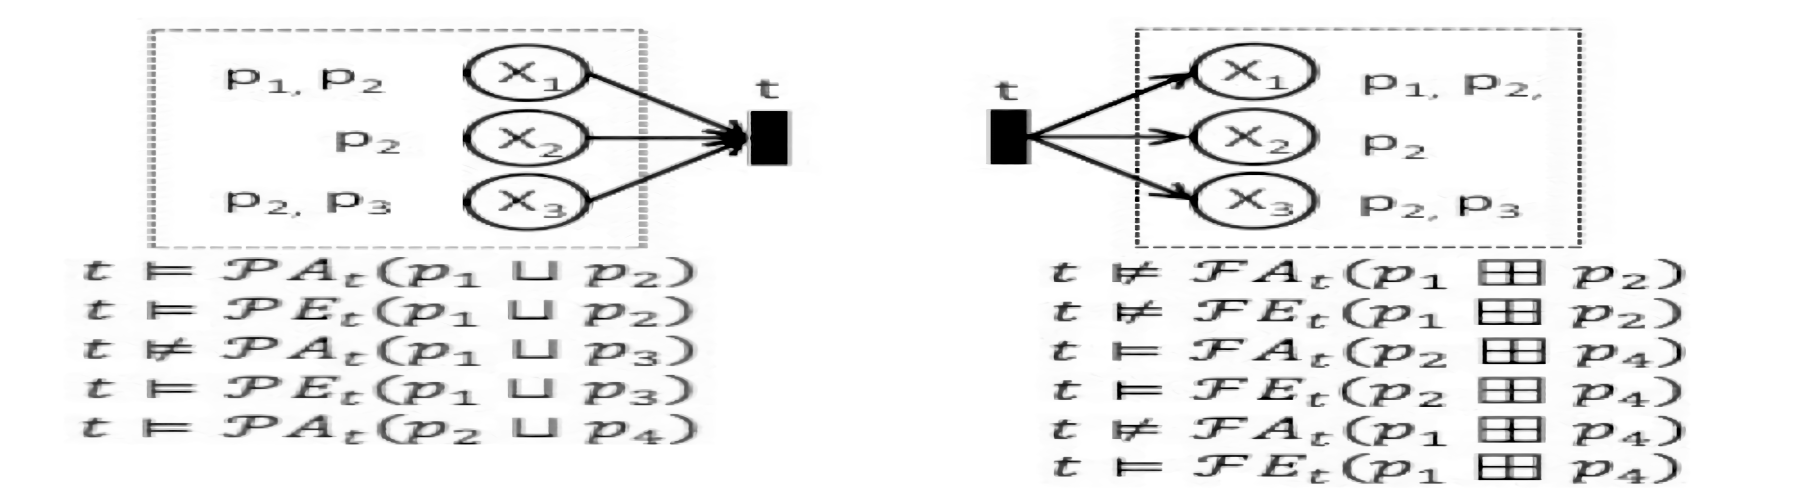 p₁, p₂ X₁
t
p₂ X₂
p₂, p₃ X₃
t ⊨ 𝒫A_t(p₁ ⊔ p₂)
t ⊨ 𝒫E_t(p₁ ⊔ p₂)
t ⊭ 𝒫A_t(p₁ ⊔ p₃)
t ⊨ 𝒫E_t(p₁ ⊔ p₃)
t ⊨ 𝒫A_t(p₂ ⊔ p₄)
t
X₁ p₁, p₂,
X₂ p₂
X₃ p₂, p₃
t ⊭ ℱA_t(p₁ ⊞ p₂)
t ⊭ ℱE_t(p₁ ⊞ p₂)
t ⊨ ℱA_t(p₂ ⊞ p₄)
t ⊨ ℱE_t(p₂ ⊞ p₄)
t ⊭ ℱA_t(p₁ ⊞ p₄)
t ⊨ ℱE_t(p₁ ⊞ p₄)